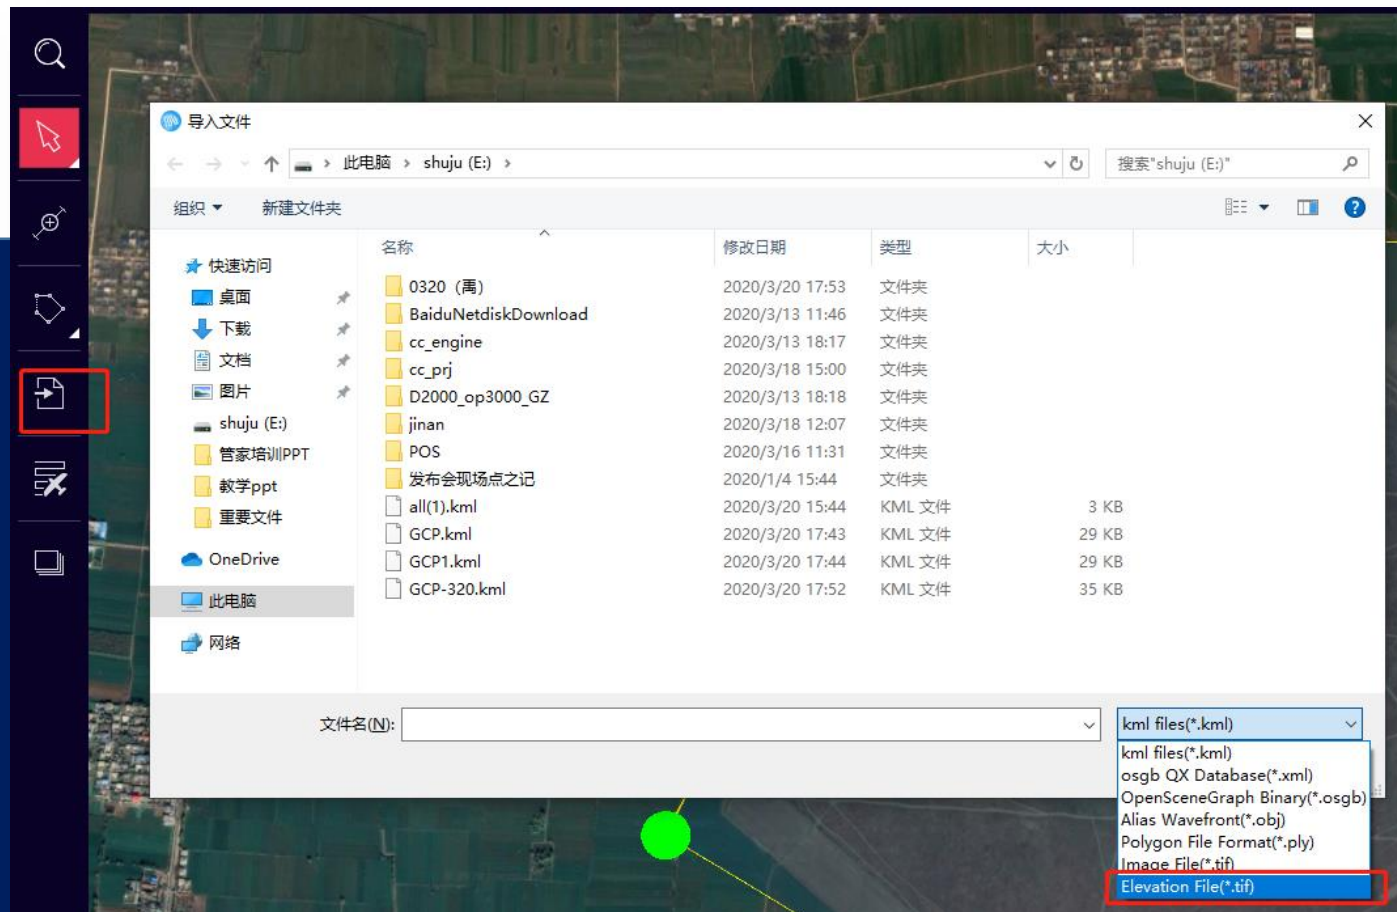 导入文件
此电脑 › shuju (E:) ›
搜索"shuju (E:)"
组织
新建文件夹
名称 修改日期 类型 大小
快速访问
桌面
下载
文档
图片
shuju (E:)
管家培训PPT
教学ppt
重要文件
OneDrive
此电脑
网络
0320（禹） 2020/3/20 17:53 文件夹
BaiduNetdiskDownload 2020/3/13 11:46 文件夹
cc_engine 2020/3/13 18:17 文件夹
cc_prj 2020/3/18 15:00 文件夹
D2000_op3000_GZ 2020/3/13 18:18 文件夹
jinan 2020/3/18 12:07 文件夹
POS 2020/3/16 11:31 文件夹
发布会现场点之记 2020/1/4 15:44 文件夹
all(1).kml 2020/3/20 15:44 KML 文件 3 KB
GCP.kml 2020/3/20 17:43 KML 文件 29 KB
GCP1.kml 2020/3/20 17:44 KML 文件 29 KB
GCP-320.kml 2020/3/20 17:52 KML 文件 35 KB
文件名(N):
kml files(*.kml)
kml files(*.kml)
osgb QX Database(*.xml)
OpenSceneGraph Binary(*.osgb)
Alias Wavefront(*.obj)
Polygon File Format(*.ply)
Image File(*.tif)
Elevation File(*.tif)